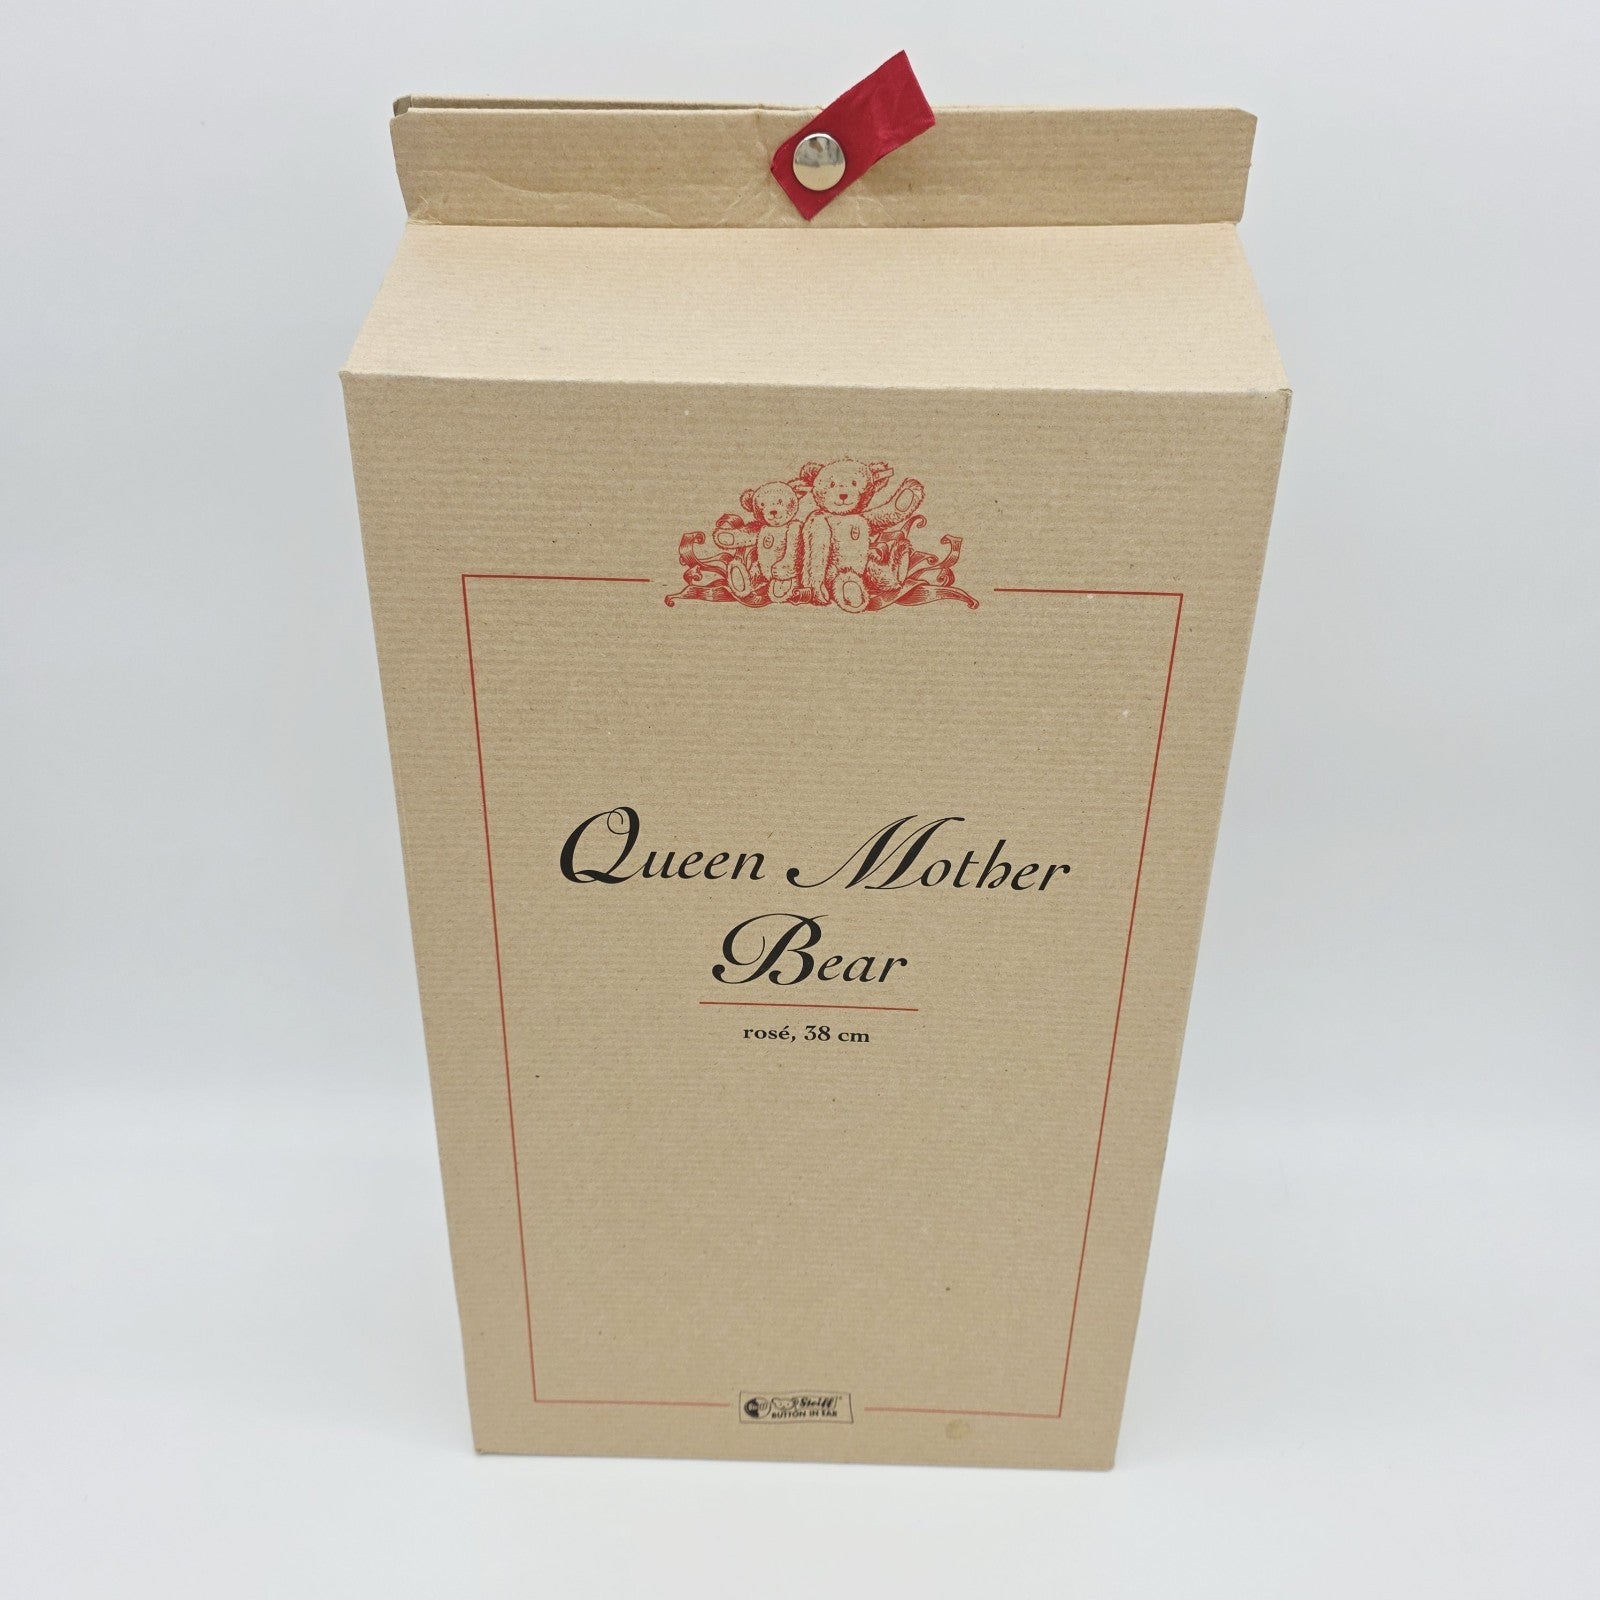 Queen Mother
Bear
rosé, 38 cm
Steiff
BUTTON IN EAR